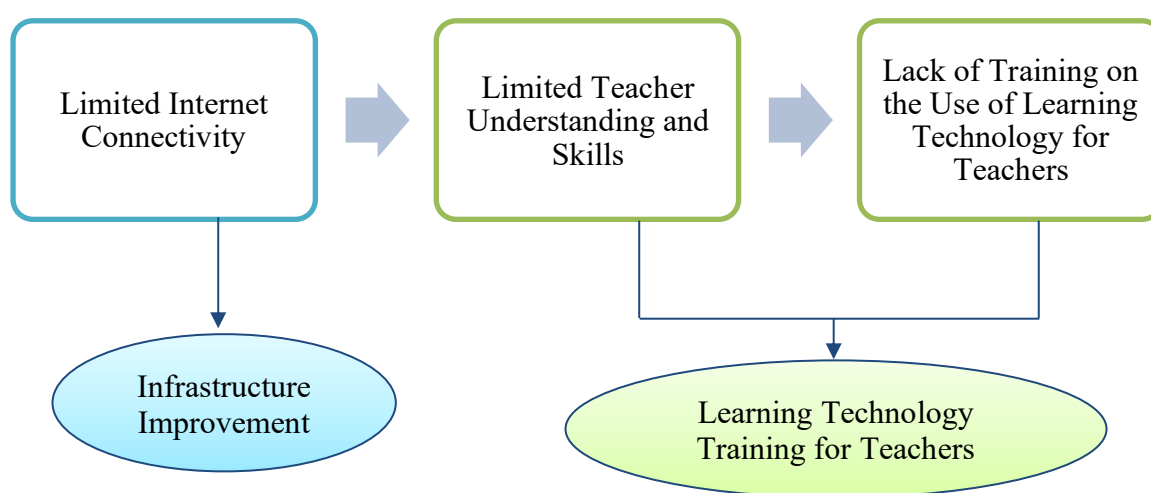 Limited Internet
Connectivity
Limited Teacher
Understanding and
Skills
Lack of Training on
the Use of Learning
Technology for
Teachers
Infrastructure
Improvement
Learning Technology
Training for Teachers